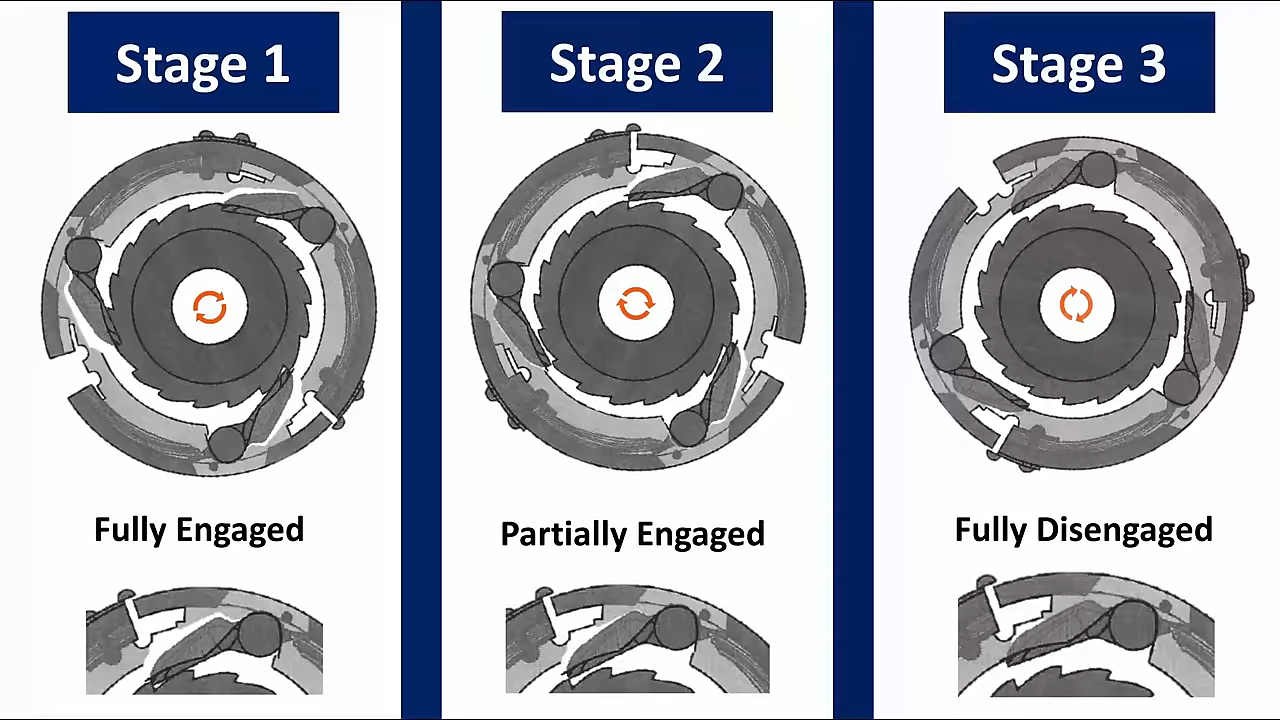 Stage 1
Stage 2
Stage 3
Fully Engaged
Partially Engaged
Fully Disengaged